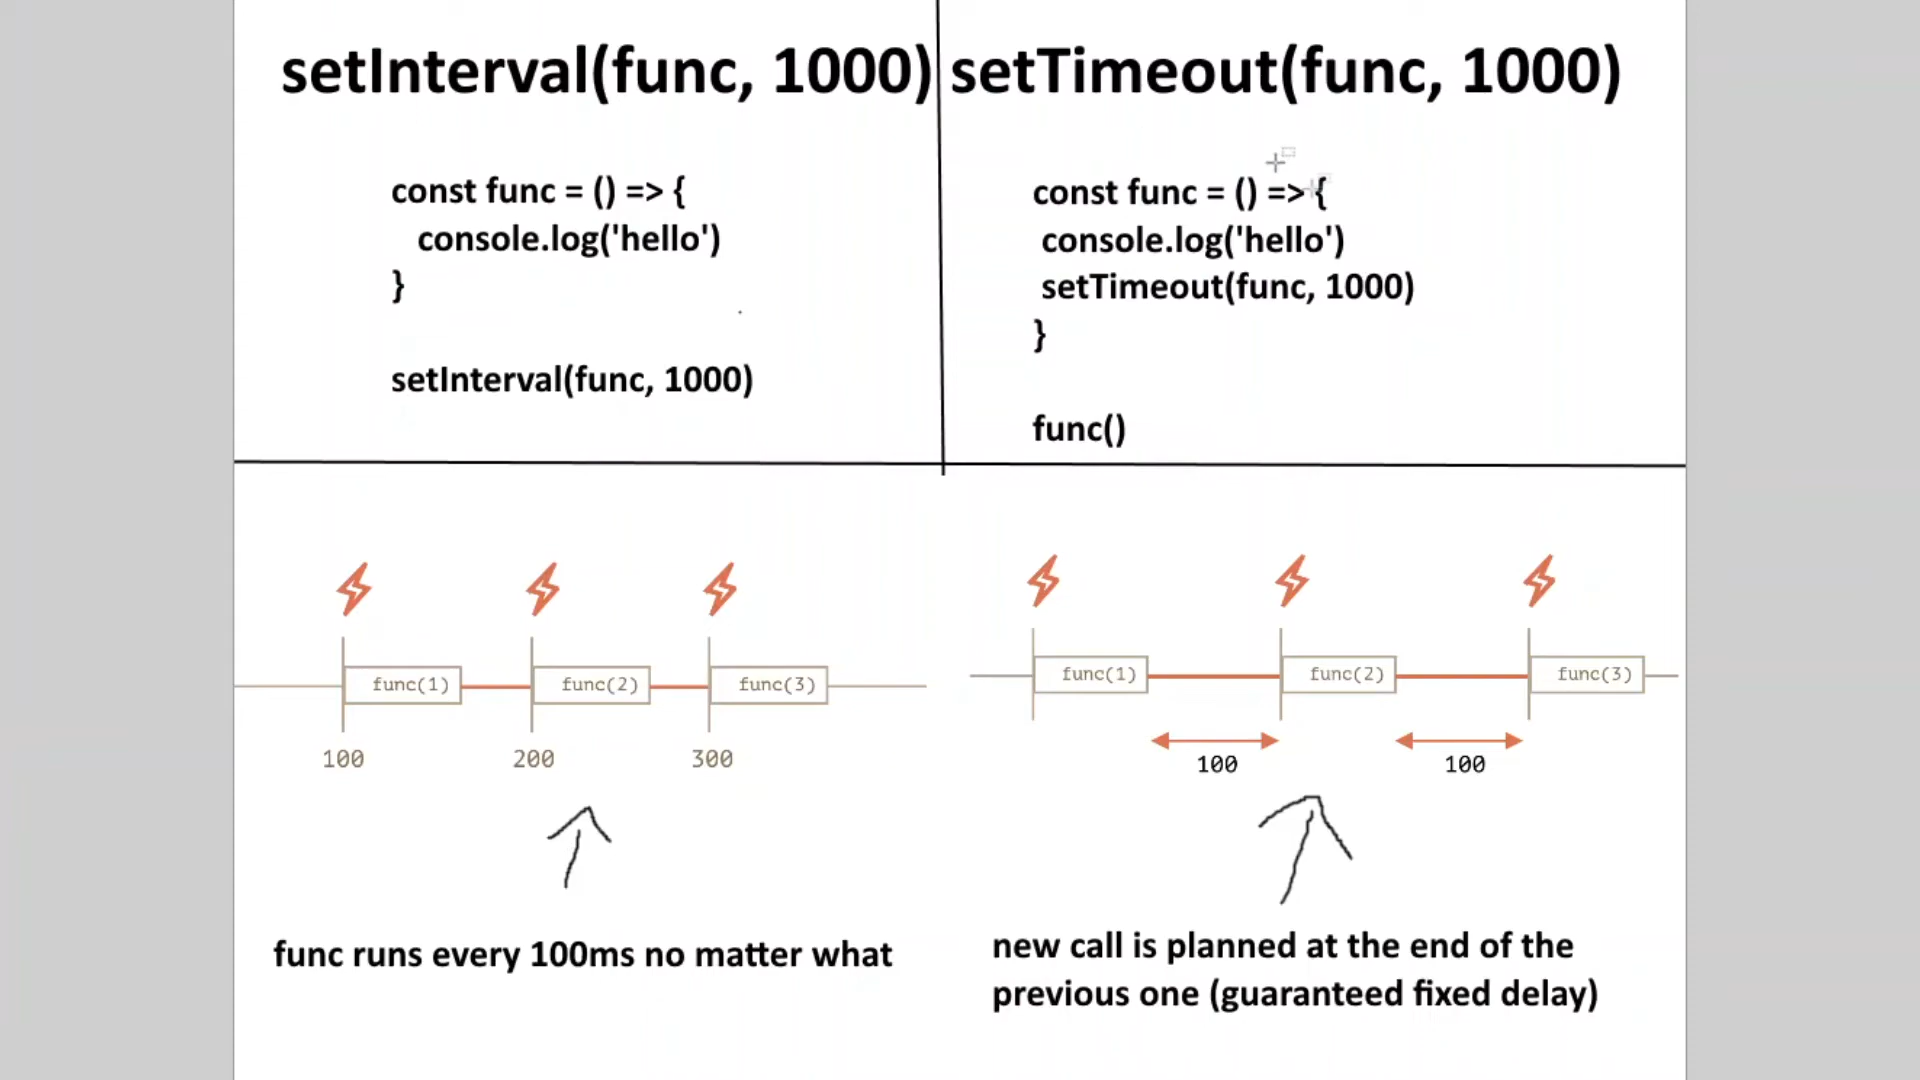 setInterval(func, 1000)
const func = () => {
console.log('hello')
}
setInterval(func, 1000)
setTimeout(func, 1000)
const func = () => {
console.log('hello')
setTimeout(func, 1000)
}
func()
func(1)
func(2)
func(3)
100
200
300
func runs every 100ms no matter what
func(1)
func(2)
func(3)
100
100
new call is planned at the end of the
previous one (guaranteed fixed delay)